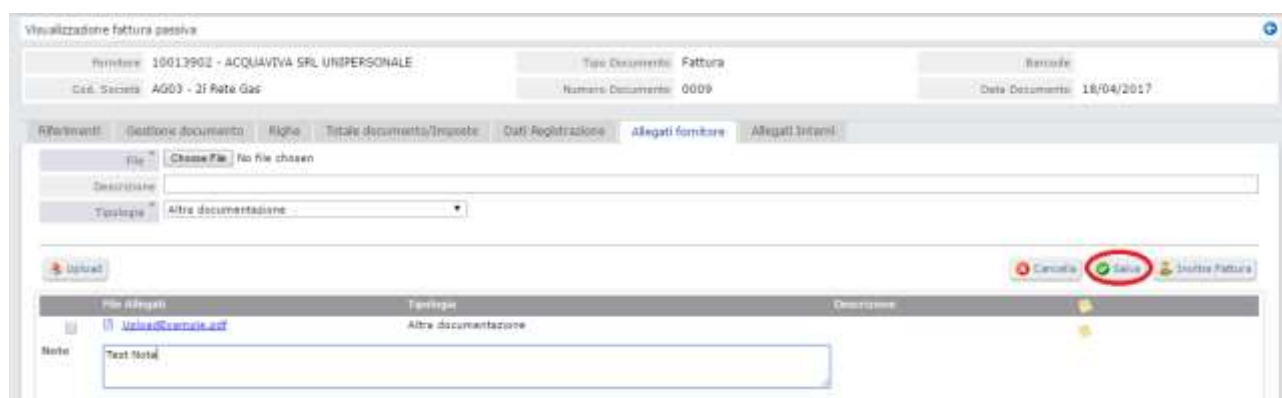 Visualizzazione fattura passiva
Fornitore 10013902 - ACQUAVIVA SRL UNIPERSONALE Tipo Documento Fattura Barcode
Cod. Società AG03 - 2i Rete Gas Numero Documento 0009 Data Documento 18/04/2017
Riferimenti Gestione documento Righe Totale documento/Imposte Dati Registrazione Allegati fornitore Allegati Interni
File * Choose File No file chosen
Descrizione
Tipologia * Altra documentazione
Upload Cancella Salva Inoltra Fattura
File Allegati Tipologia Descrizione
UploadExample.pdf Altra documentazione
Note Test Nota